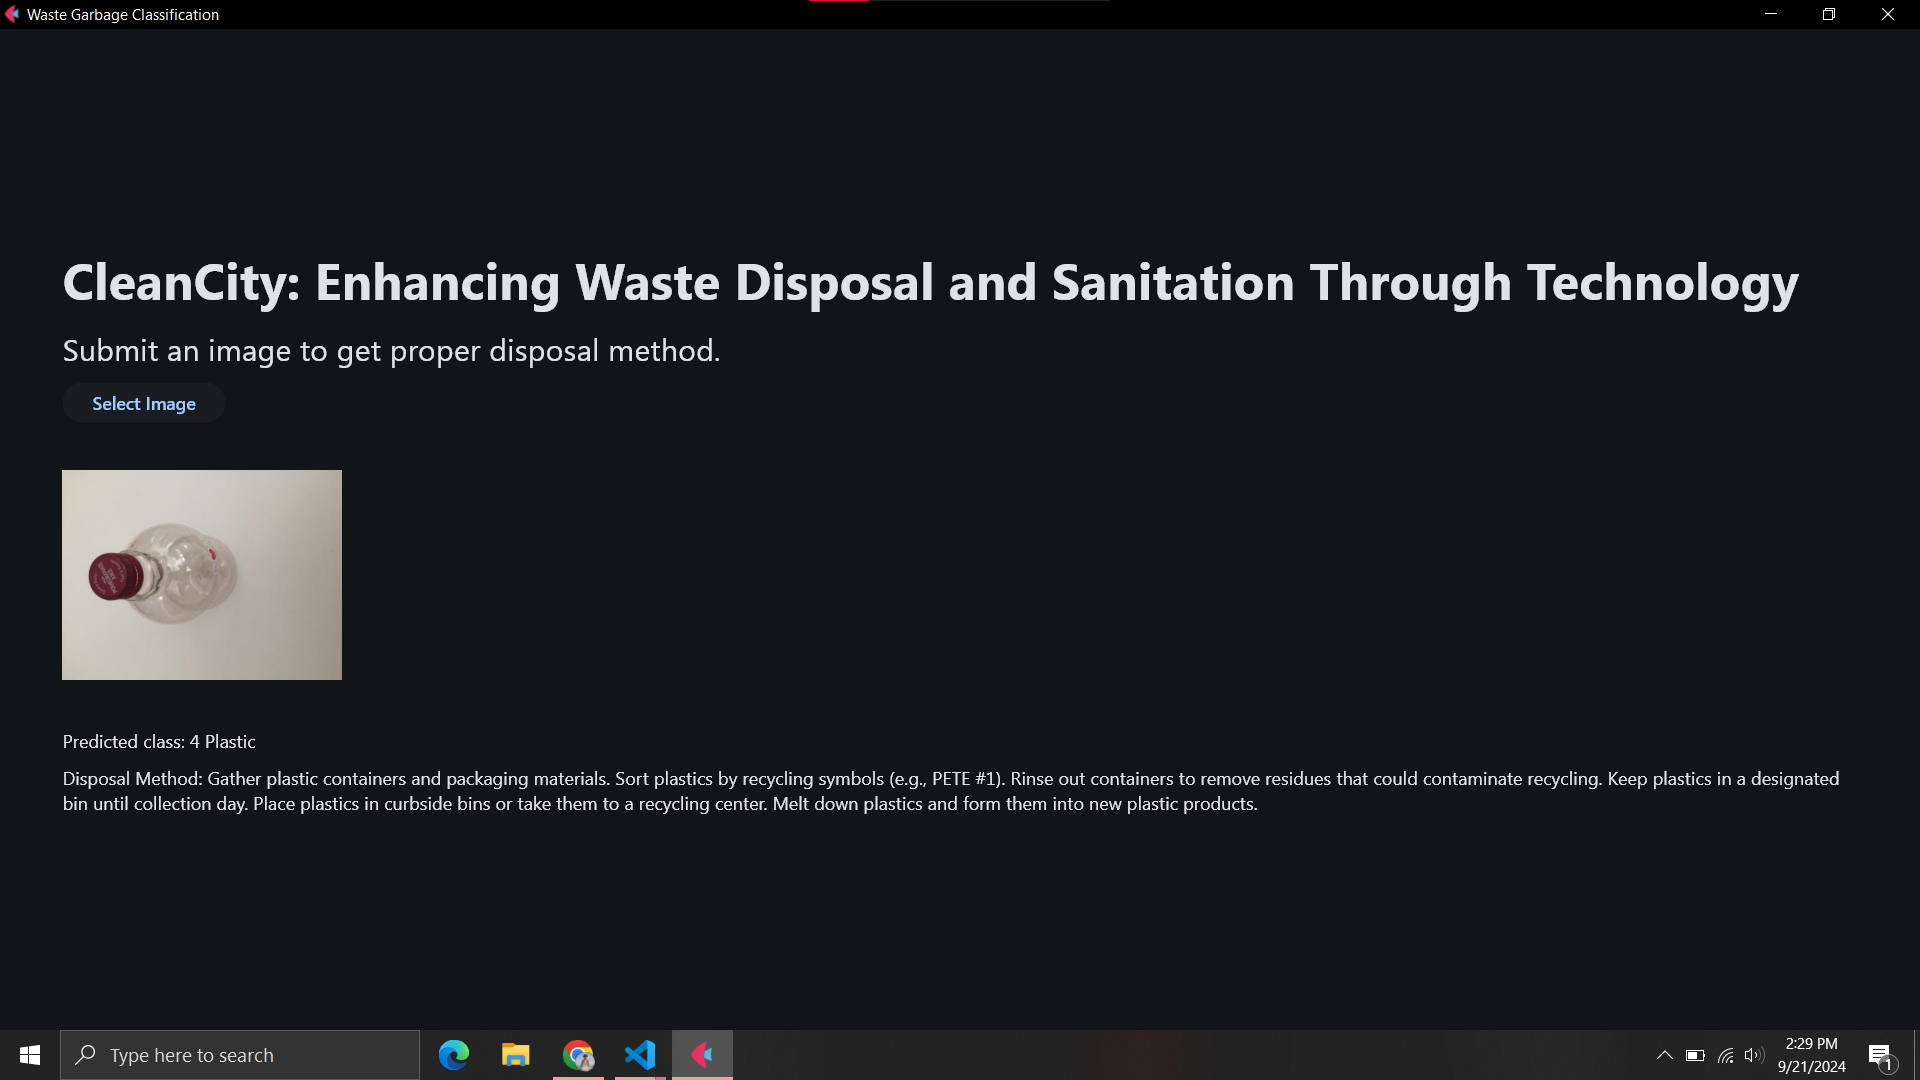 Waste Garbage Classification
CleanCity: Enhancing Waste Disposal and Sanitation Through Technology
Submit an image to get proper disposal method.
Select Image
Predicted class: 4 Plastic
Disposal Method: Gather plastic containers and packaging materials. Sort plastics by recycling symbols (e.g., PETE #1). Rinse out containers to remove residues that could contaminate recycling. Keep plastics in a designated
bin until collection day. Place plastics in curbside bins or take them to a recycling center. Melt down plastics and form them into new plastic products.
Type here to search
2:29 PM
9/21/2024
1